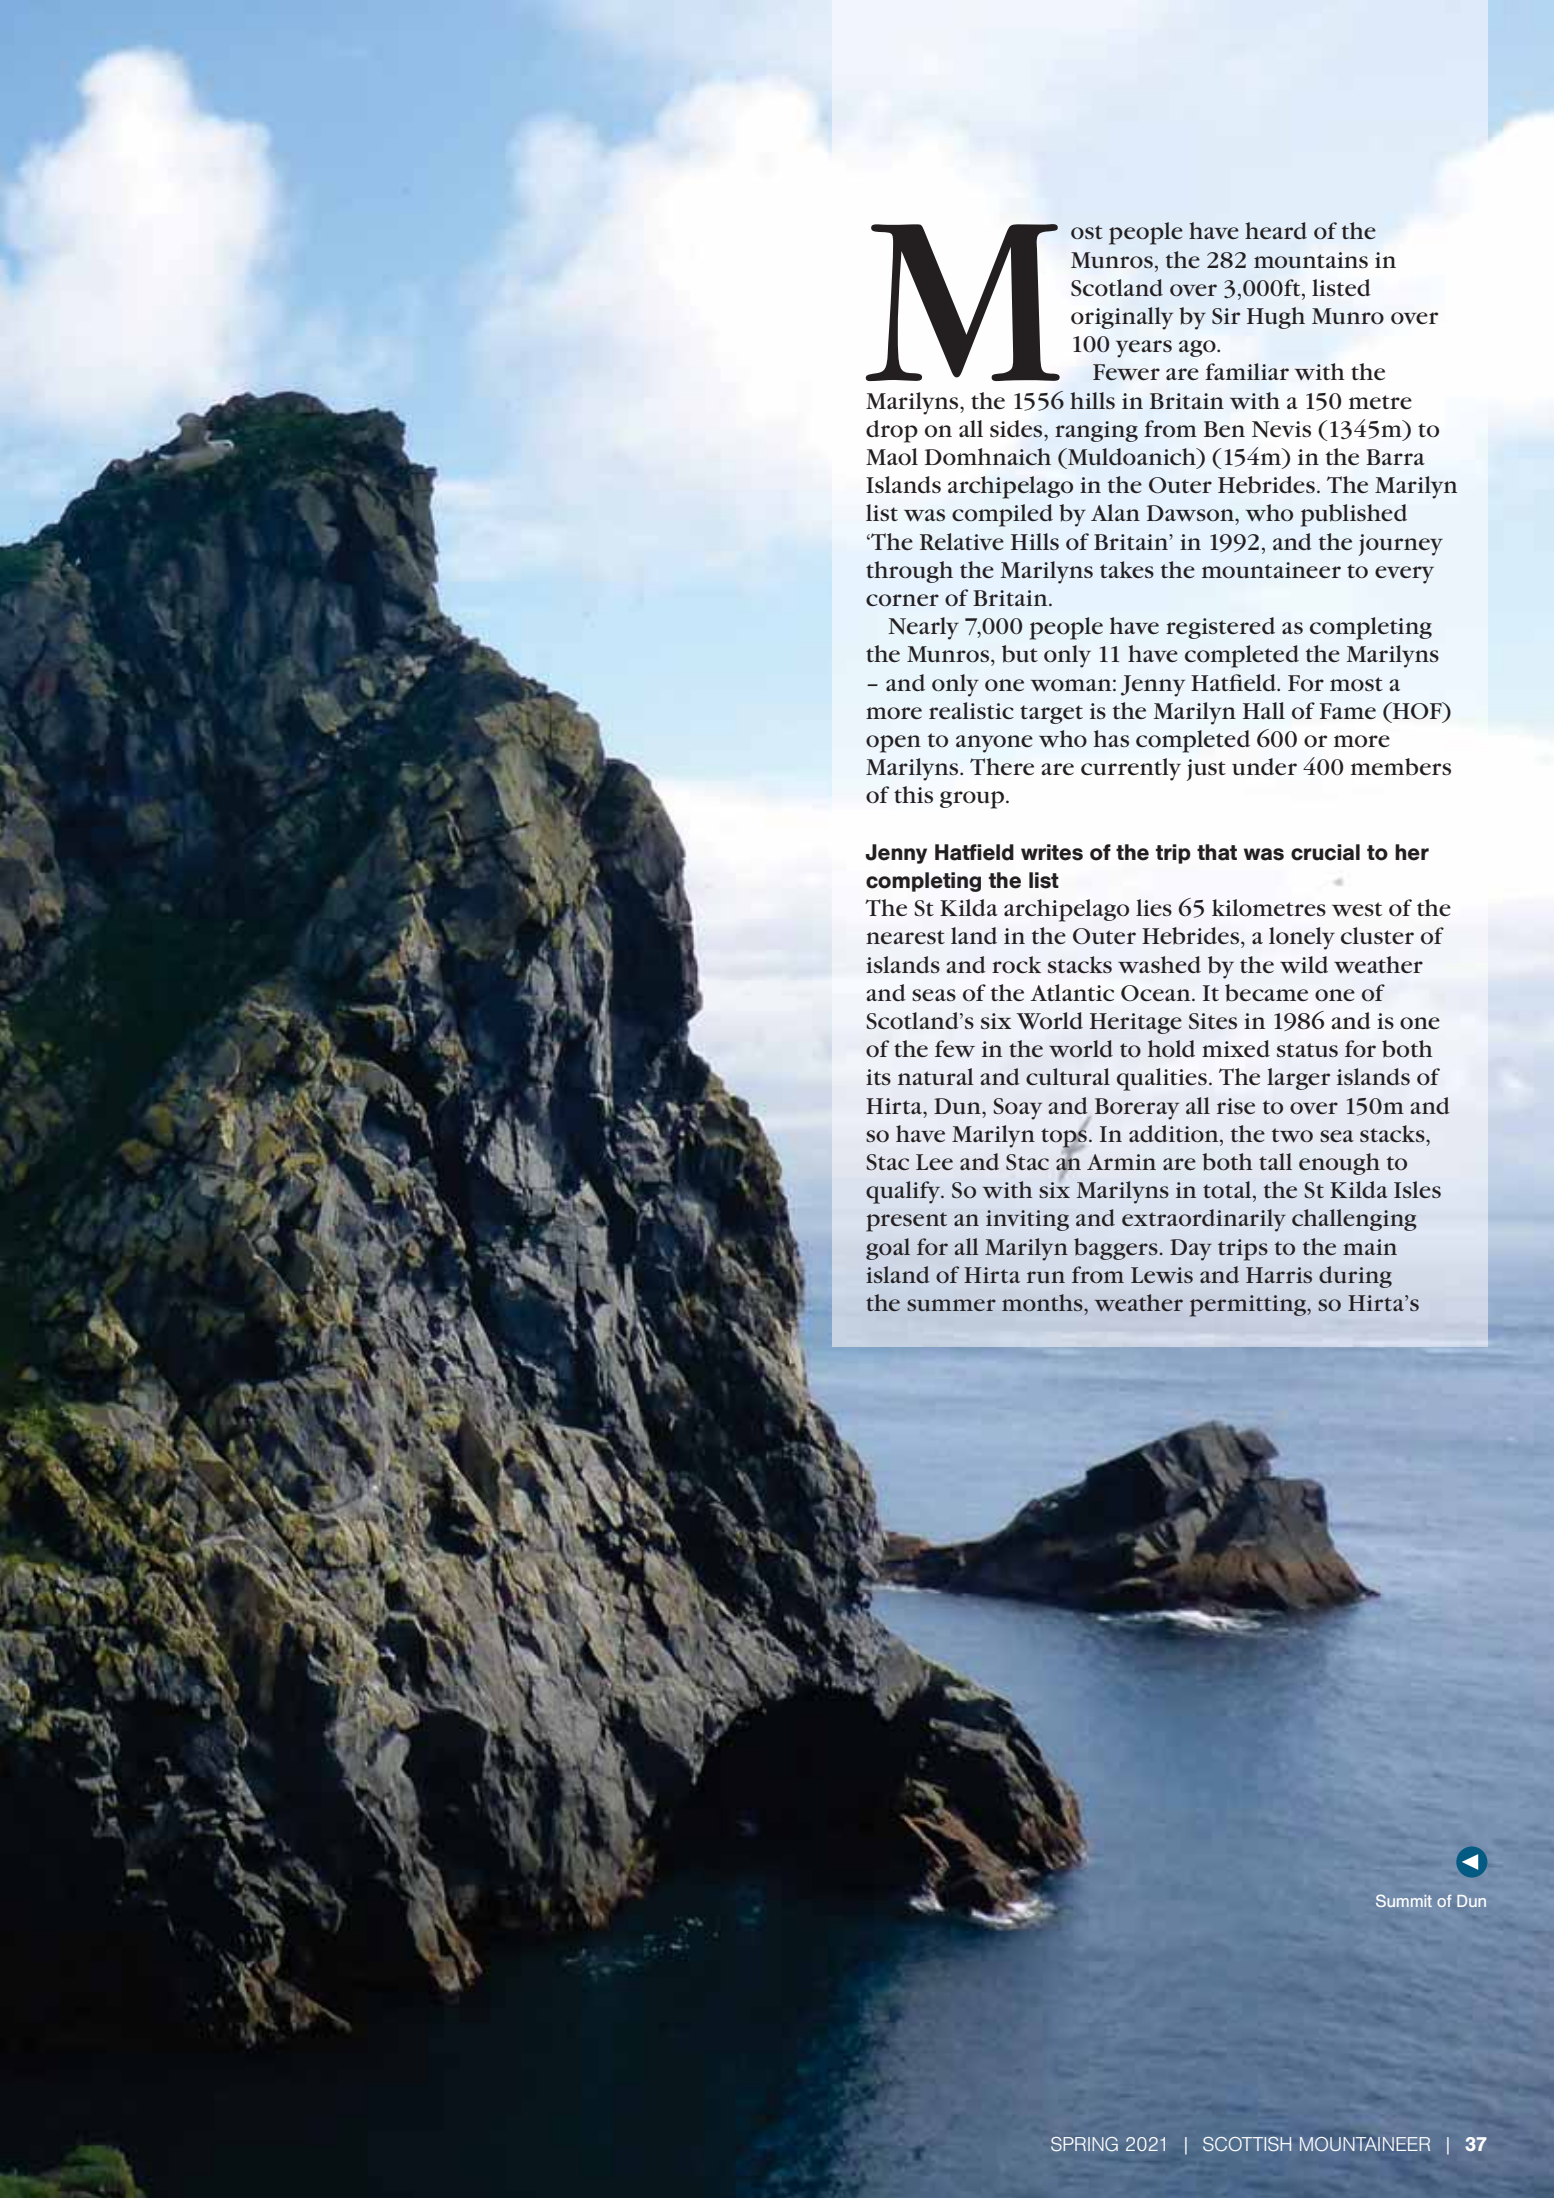 Most people have heard of the
Munros, the 282 mountains in
Scotland over 3,000ft, listed
originally by Sir Hugh Munro over
100 years ago.
Fewer are familiar with the
Marilyns, the 1556 hills in Britain with a 150 metre
drop on all sides, ranging from Ben Nevis (1345m) to
Maol Domhnaich (Muldoanich) (154m) in the Barra
Islands archipelago in the Outer Hebrides. The Marilyn
list was compiled by Alan Dawson, who published
‘The Relative Hills of Britain’ in 1992, and the journey
through the Marilyns takes the mountaineer to every
corner of Britain.
Nearly 7,000 people have registered as completing
the Munros, but only 11 have completed the Marilyns
– and only one woman: Jenny Hatfield. For most a
more realistic target is the Marilyn Hall of Fame (HOF)
open to anyone who has completed 600 or more
Marilyns. There are currently just under 400 members
of this group.
Jenny Hatfield writes of the trip that was crucial to her
completing the list
The St Kilda archipelago lies 65 kilometres west of the
nearest land in the Outer Hebrides, a lonely cluster of
islands and rock stacks washed by the wild weather
and seas of the Atlantic Ocean. It became one of
Scotland’s six World Heritage Sites in 1986 and is one
of the few in the world to hold mixed status for both
its natural and cultural qualities. The larger islands of
Hirta, Dun, Soay and Boreray all rise to over 150m and
so have Marilyn tops. In addition, the two sea stacks,
Stac Lee and Stac an Armin are both tall enough to
qualify. So with six Marilyns in total, the St Kilda Isles
present an inviting and extraordinarily challenging
goal for all Marilyn baggers. Day trips to the main
island of Hirta run from Lewis and Harris during
the summer months, weather permitting, so Hirta’s
Summit of Dun
SPRING 2021 | SCOTTISH MOUNTAINEER | 37